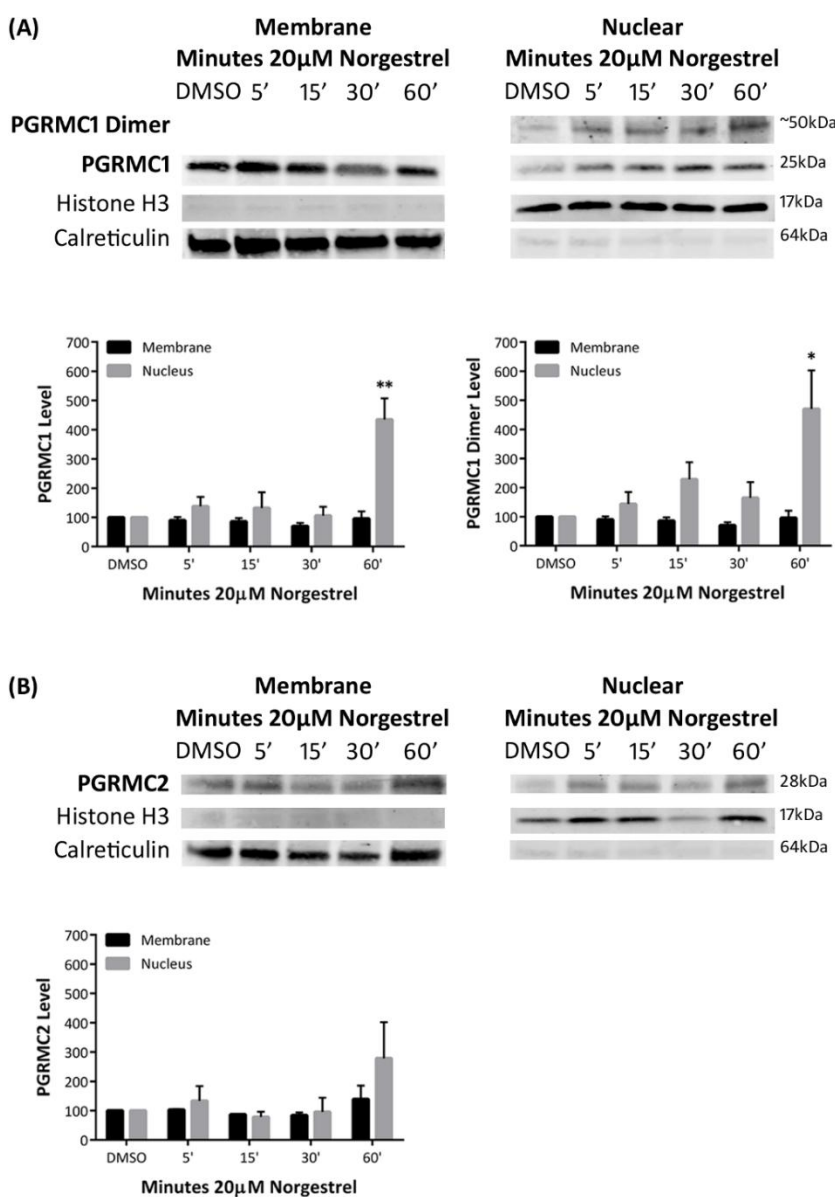 (A)
Membrane
Minutes 20µM Norgestrel
DMSO 5' 15' 30' 60'
Nuclear
Minutes 20µM Norgestrel
DMSO 5' 15' 30' 60'
PGRMC1 Dimer
~50kDa
PGRMC1
25kDa
Histone H3
17kDa
Calreticulin
64kDa
PGRMC1 Level
700
600
500
400
300
200
100
0
Membrane
Nucleus
**
DMSO 5' 15' 30' 60'
Minutes 20µM Norgestrel
PGRMC1 Dimer Level
700
600
500
400
300
200
100
0
Membrane
Nucleus
*
DMSO 5' 15' 30' 60'
Minutes 20µM Norgestrel
(B)
Membrane
Minutes 20µM Norgestrel
DMSO 5' 15' 30' 60'
Nuclear
Minutes 20µM Norgestrel
DMSO 5' 15' 30' 60'
PGRMC2
28kDa
Histone H3
17kDa
Calreticulin
64kDa
PGRMC2 Level
700
600
500
400
300
200
100
0
Membrane
Nucleus
DMSO 5' 15' 30' 60'
Minutes 20µM Norgestrel